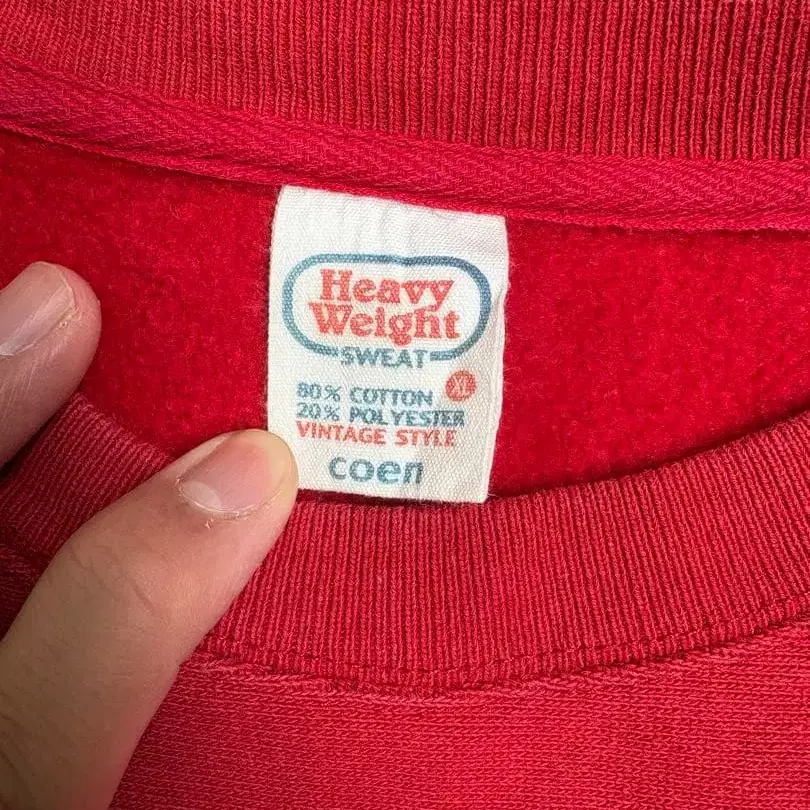 Heavy
Weight
SWEAT
XL
80% COTTON
20% POLYESTER
VINTAGE STYLE
coen